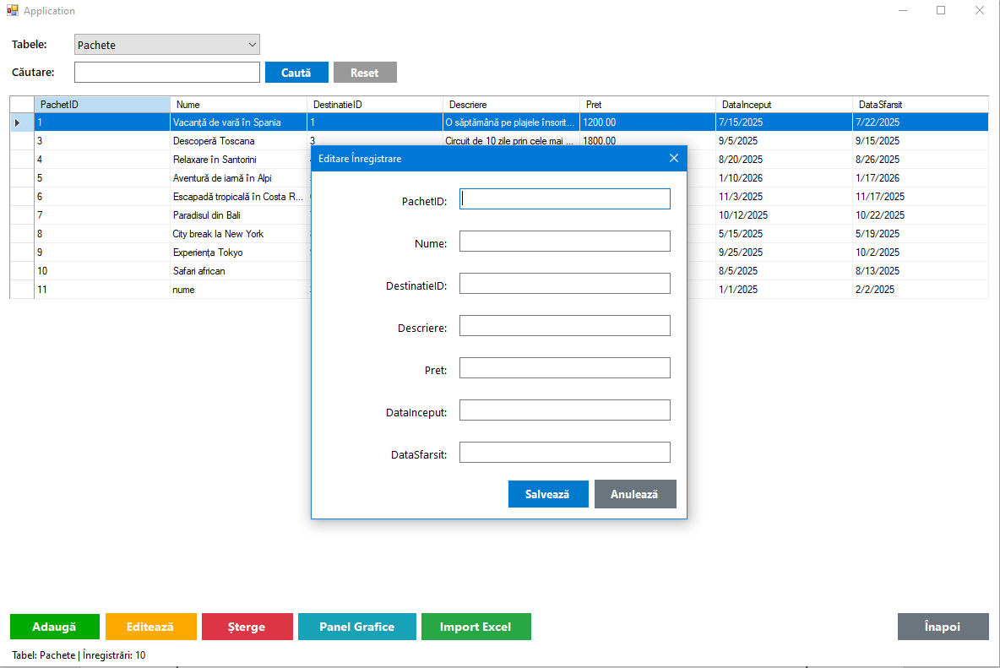 Application
Tabele: Pachete
Căutare: Caută Reset
PachetID Nume DestinatieID Descriere Pret DataInceput DataSfarsit
1 Vacanță de vară în Spania 1 O săptămână pe plajele însorit... 1200.00 7/15/2025 7/22/2025
3 Descoperă Toscana 3 Circuit de 10 zile prin cele mai ... 1800.00 9/5/2025 9/15/2025
4 Relaxare în Santorini 8/20/2025 8/26/2025
5 Aventură de iarnă în Alpi 1/10/2026 1/17/2026
6 Escapadă tropicală în Costa R... 11/3/2025 11/17/2025
7 Paradisul din Bali 10/12/2025 10/22/2025
8 City break la New York 5/15/2025 5/19/2025
9 Experiența Tokyo 9/25/2025 10/2/2025
10 Safari african 8/5/2025 8/13/2025
11 nume 1/1/2025 2/2/2025
Editare Înregistrare
PachetID:
Nume:
DestinatieID:
Descriere:
Pret:
DataInceput:
DataSfarsit:
Salvează Anulează
Adaugă Editează Șterge Panel Grafice Import Excel Înapoi
Tabel: Pachete | Înregistrări: 10